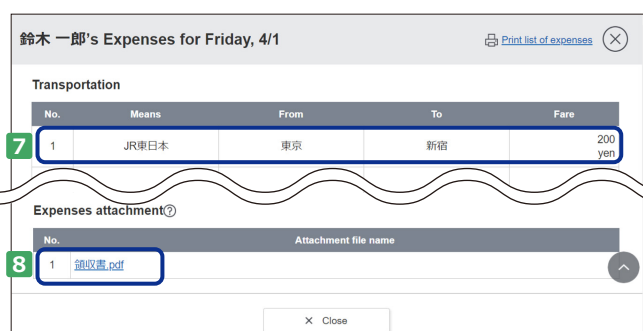 鈴木 一郎's Expenses for Friday, 4/1
Print list of expenses
Transportation
No. Means From To Fare
7 1 JR東日本 東京 新宿 200
yen
Expenses attachment?
No. Attachment file name
8 1 領収書.pdf
× Close